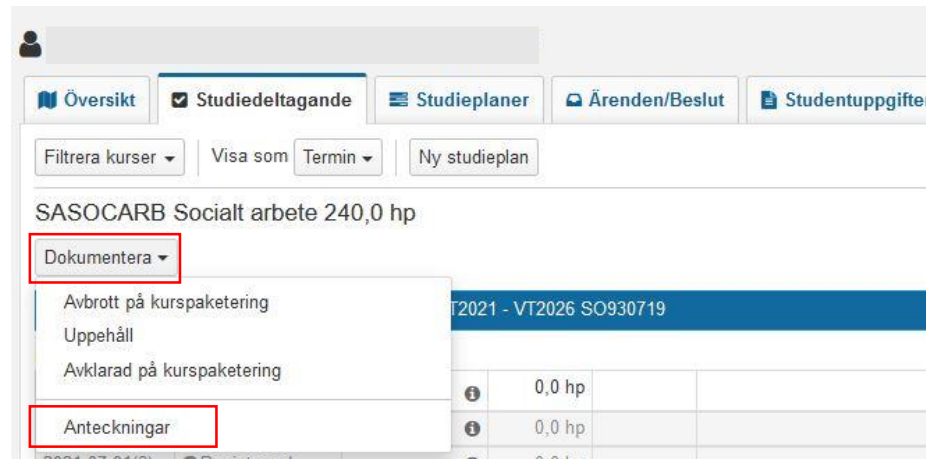 Översikt Studiedeltagande Studieplaner Ärenden/Beslut Studentuppgifter
Filtrera kurser Visa som Termin Ny studieplan
SASOCARB Socialt arbete 240,0 hp
Dokumentera
Avbrott på kurspaketering
T2021 - VT2026 SO930719
Uppehåll
Avklarad på kurspaketering
0,0 hp
Anteckningar
0,0 hp